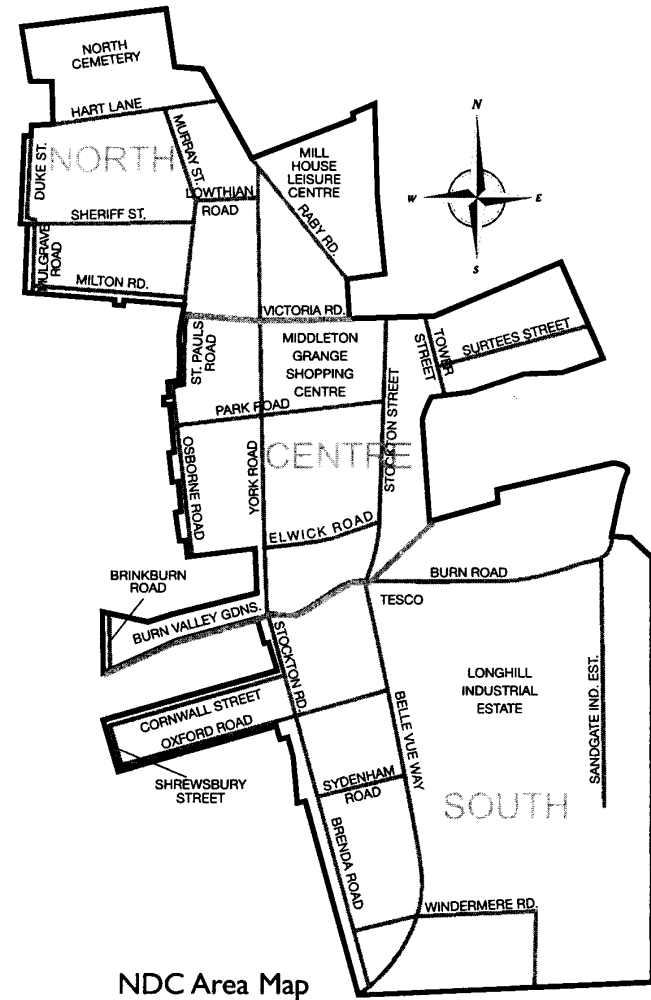 NORTH
CEMETERY
HART LANE
MURRAY ST.
DUKE ST.
NORTH
MILL
HOUSE
LEISURE
CENTRE
N
W
E
S
LOWTHIAN
ROAD
SHERIFF ST.
RABY RD.
MULGRAVE
ROAD
MILTON RD.
VICTORIA RD.
ST. PAULS
ROAD
MIDDLETON
GRANGE
SHOPPING
CENTRE
TOWER
STREET
SURTEES STREET
STOCKTON STREET
PARK ROAD
OSBORNE ROAD
YORK ROAD
CENTRE
ELWICK ROAD
BRINKBURN
ROAD
BURN VALLEY GDNS.
BURN ROAD
TESCO
STOCKTON RD.
LONGHILL
INDUSTRIAL
ESTATE
SANDGATE IND. EST.
CORNWALL STREET
OXFORD ROAD
BELLE VUE WAY
SHREWSBURY
STREET
SYDENHAM
ROAD
SOUTH
BRENDA ROAD
WINDERMERE RD.
NDC Area Map